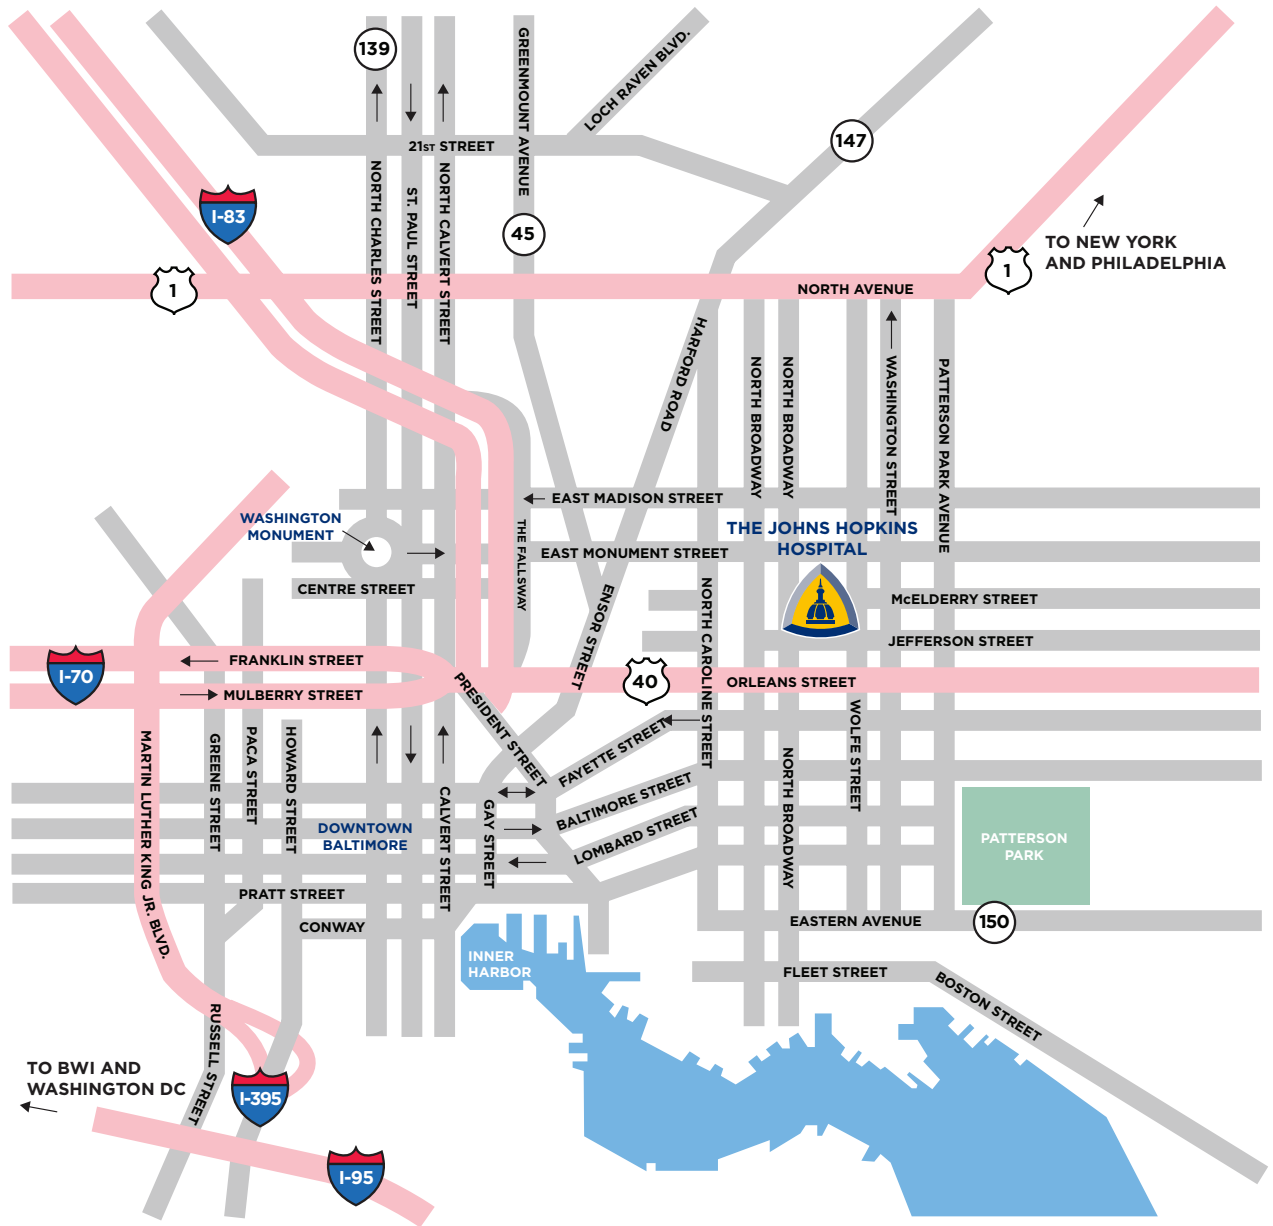 139
GREENMOUNT AVENUE
LOCH RAVEN BLVD.
147
21ST STREET
I-83
NORTH CHARLES STREET
ST. PAUL STREET
NORTH CALVERT STREET
45
TO NEW YORK
AND PHILADELPHIA
1
1
NORTH AVENUE
HARFORD ROAD
NORTH BROADWAY
NORTH BROADWAY
WASHINGTON STREET
PATTERSON PARK AVENUE
EAST MADISON STREET
WASHINGTON
MONUMENT
THE FALLSWAY
THE JOHNS HOPKINS
HOSPITAL
EAST MONUMENT STREET
CENTRE STREET
ENSOR STREET
NORTH CAROLINE STREET
McELDERRY STREET
JEFFERSON STREET
FRANKLIN STREET
I-70
MULBERRY STREET
PRESIDENT STREET
40
ORLEANS STREET
MARTIN LUTHER KING JR. BLVD.
GREENE STREET
PACA STREET
HOWARD STREET
FAYETTE STREET
WOLFE STREET
NORTH BROADWAY
CALVERT STREET
GAY STREET
BALTIMORE STREET
LOMBARD STREET
DOWNTOWN
BALTIMORE
PATTERSON
PARK
PRATT STREET
CONWAY
EASTERN AVENUE
150
INNER
HARBOR
FLEET STREET
BOSTON STREET
RUSSELL STREET
TO BWI AND
WASHINGTON DC
I-395
I-95